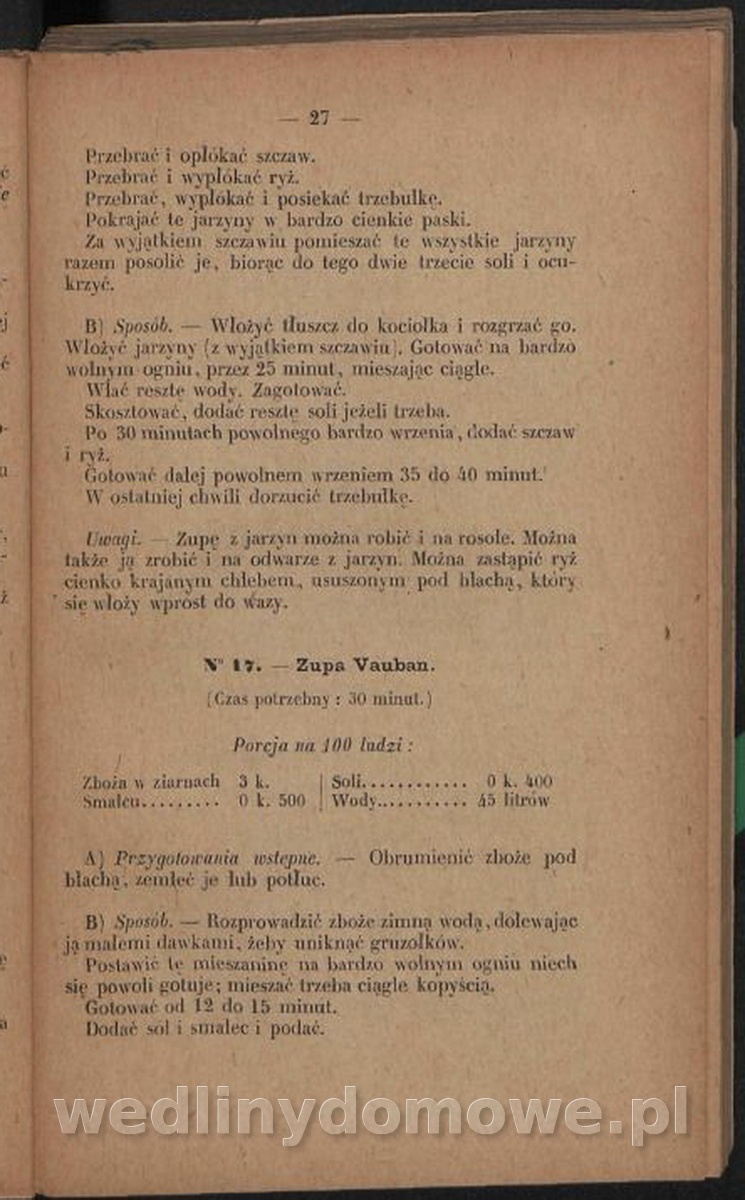 — 27 —
Przebrać i opłókać szczaw.
Przebrać i wypłókać ryż.
Przebrać, wypłókać i posiekać trzebulkę.
Pokrajać te jarzyny w bardzo cienkie paski.
Za wyjątkiem szczawiu pomieszać te wszystkie jarzyny
razem posolić je, biorąc do tego dwie trzecie soli i ocu-
krzyć.
B) Sposób. — Włożyć tłuszcz do kociołka i rozgrzać go.
Włożyć jarzyny (z wyjątkiem szczawiu). Gotować na bardzo
wolnym ogniu, przez 25 minut, mieszając ciągle.
Wlać resztę wody. Zagotować.
Skosztować, dodać resztę soli jeżeli trzeba.
Po 30 minutach powolnego bardzo wrzenia, dodać szczaw
i ryż.
Gotować dalej powolnem wrzeniem 35 do 40 minut.
W ostatniej chwili dorzucić trzebulkę.
Uwagi. — Zupę z jarzyn można robić i na rosole. Można
także ją zrobić i na odwarze z jarzyn. Można zastąpić ryż
cienko krajanym chlebem, ususzonym pod blachą, który
się włoży wprost do wazy.
N° 17. — Zupa Vauban.
(Czas potrzebny : 30 minut.)
Porcja na 100 ludzi :
Zboża w ziarnach 3 k. | Soli............ 0 k. 400
Smalcu......... 0 k. 500 | Wody........... 45 litrów
A) Przygotowania wstępne. — Obrumienić zboże pod
blachą, zemleć je lub potłuc.
B) Sposób. — Rozprowadzić zboże zimną wodą, dolewając
ją małemi dawkami, żeby uniknąć gruzołków.
Postawić tę mieszaninę na bardzo wolnym ogniu niech
się powoli gotuje; mieszać trzeba ciągle kopyścią.
Gotować od 12 do 15 minut.
Dodać sól i smalec i podać.
wedlinydomowe.pl